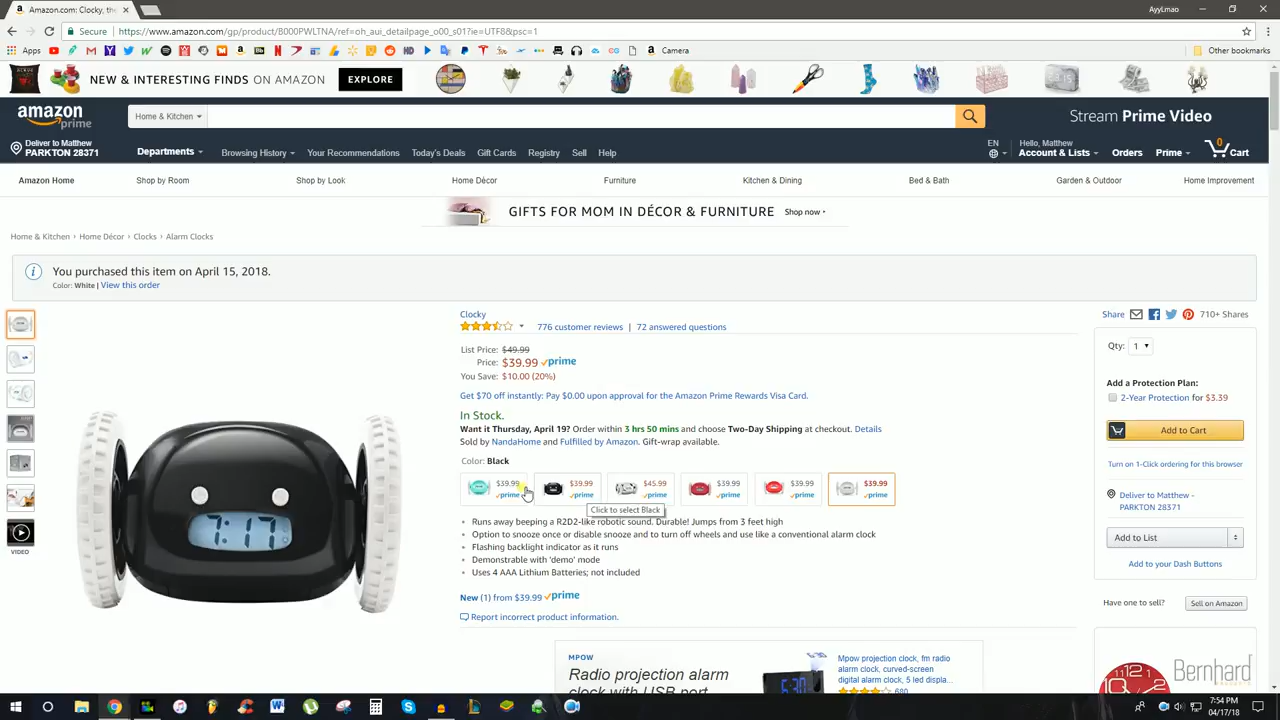 Amazon.com: Clocky, the
AyyLmao
Secure
https://www.amazon.com/gp/product/B000PWLTNA/ref=oh_aui_detailpage_o00_s01?ie=UTF8&psc=1
Apps
Camera
Other bookmarks
NEW & INTERESTING FINDS ON AMAZON
EXPLORE
amazon prime
Home & Kitchen
Stream Prime Video
Deliver to Matthew
PARKTON 28371
Departments
Browsing History
Your Recommendations
Today's Deals
Gift Cards
Registry
Sell
Help
EN
Hello, Matthew
Account & Lists
Orders
Prime
0
Cart
Amazon Home
Shop by Room
Shop by Look
Home Décor
Furniture
Kitchen & Dining
Bed & Bath
Garden & Outdoor
Home Improvement
GIFTS FOR MOM IN DÉCOR & FURNITURE
Shop now
Home & Kitchen › Home Décor › Clocks › Alarm Clocks
You purchased this item on April 15, 2018.
Color: White | View this order
VIDEO
7:17
Clocky
776 customer reviews | 72 answered questions
List Price: $49.99
Price: $39.99 prime
You Save: $10.00 (20%)
Get $70 off instantly: Pay $0.00 upon approval for the Amazon Prime Rewards Visa Card.
In Stock.
Want it Thursday, April 19? Order within 3 hrs 50 mins and choose Two-Day Shipping at checkout. Details
Sold by NandaHome and Fulfilled by Amazon. Gift-wrap available.
Color: Black
$39.99 prime
$39.99 prime
$45.99 prime
$39.99 prime
$39.99 prime
$39.99 prime
Click to select Black
• Runs away beeping a R2D2-like robotic sound. Durable! Jumps from 3 feet high
• Option to snooze once or disable snooze and to turn off wheels and use like a conventional alarm clock
• Flashing backlight indicator as it runs
• Demonstrable with 'demo' mode
• Uses 4 AAA Lithium Batteries; not included
New (1) from $39.99 prime
Report incorrect product information.
MPOW
Radio projection alarm
clock with USB port
6:30
Mpow projection clock, fm radio
alarm clock, curved-screen
digital alarm clock, 5 led displa...
680
Share
710+ Shares
Qty: 1
Add a Protection Plan:
2-Year Protection for $3.39
Add to Cart
Turn on 1-Click ordering for this browser
Deliver to Matthew -
PARKTON 28371
Add to List
Add to your Dash Buttons
Have one to sell?
Sell on Amazon
Bernhard
7:54 PM
04/17/18